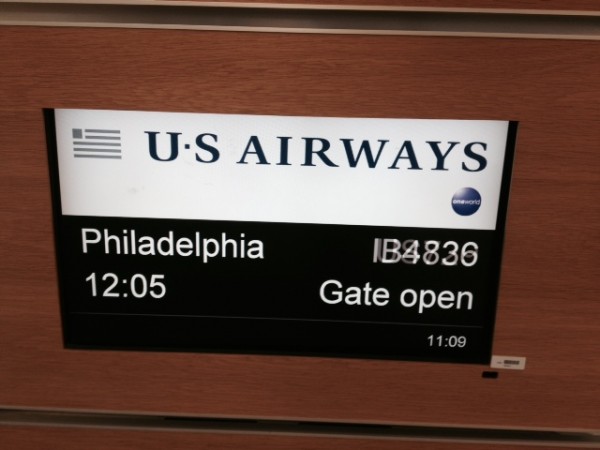 U·S AIRWAYS
oneworld
Philadelphia
12:05
Gate open
11:09